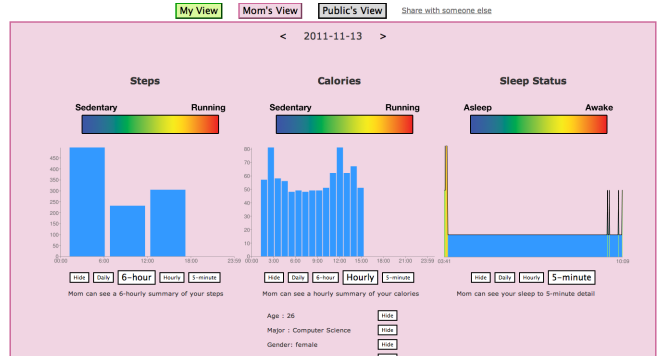 My View Mom's View Public's View Share with someone else
< 2011-11-13 >
Steps Calories Sleep Status
Sedentary Running Sedentary Running Asleep Awake
450
400
350
300
250
200
150
100
50
0
00:00 6:00 12:00 18:00 23:59
80
70
60
50
40
30
20
10
0
00:00 3:00 6:00 9:00 12:00 15:00 18:00 21:00 23:59
10:08
Hide Daily 6-hour Hourly 5-minute
Hide Daily 6-hour Hourly 5-minute
Hide Daily Hourly 5-minute
Mom can see a 6-hourly summary of your steps
Mom can see a hourly summary of your calories
Mom can see your sleep to 5-minute detail
Age : 26 Hide
Major : Computer Science Hide
Gender: female Hide